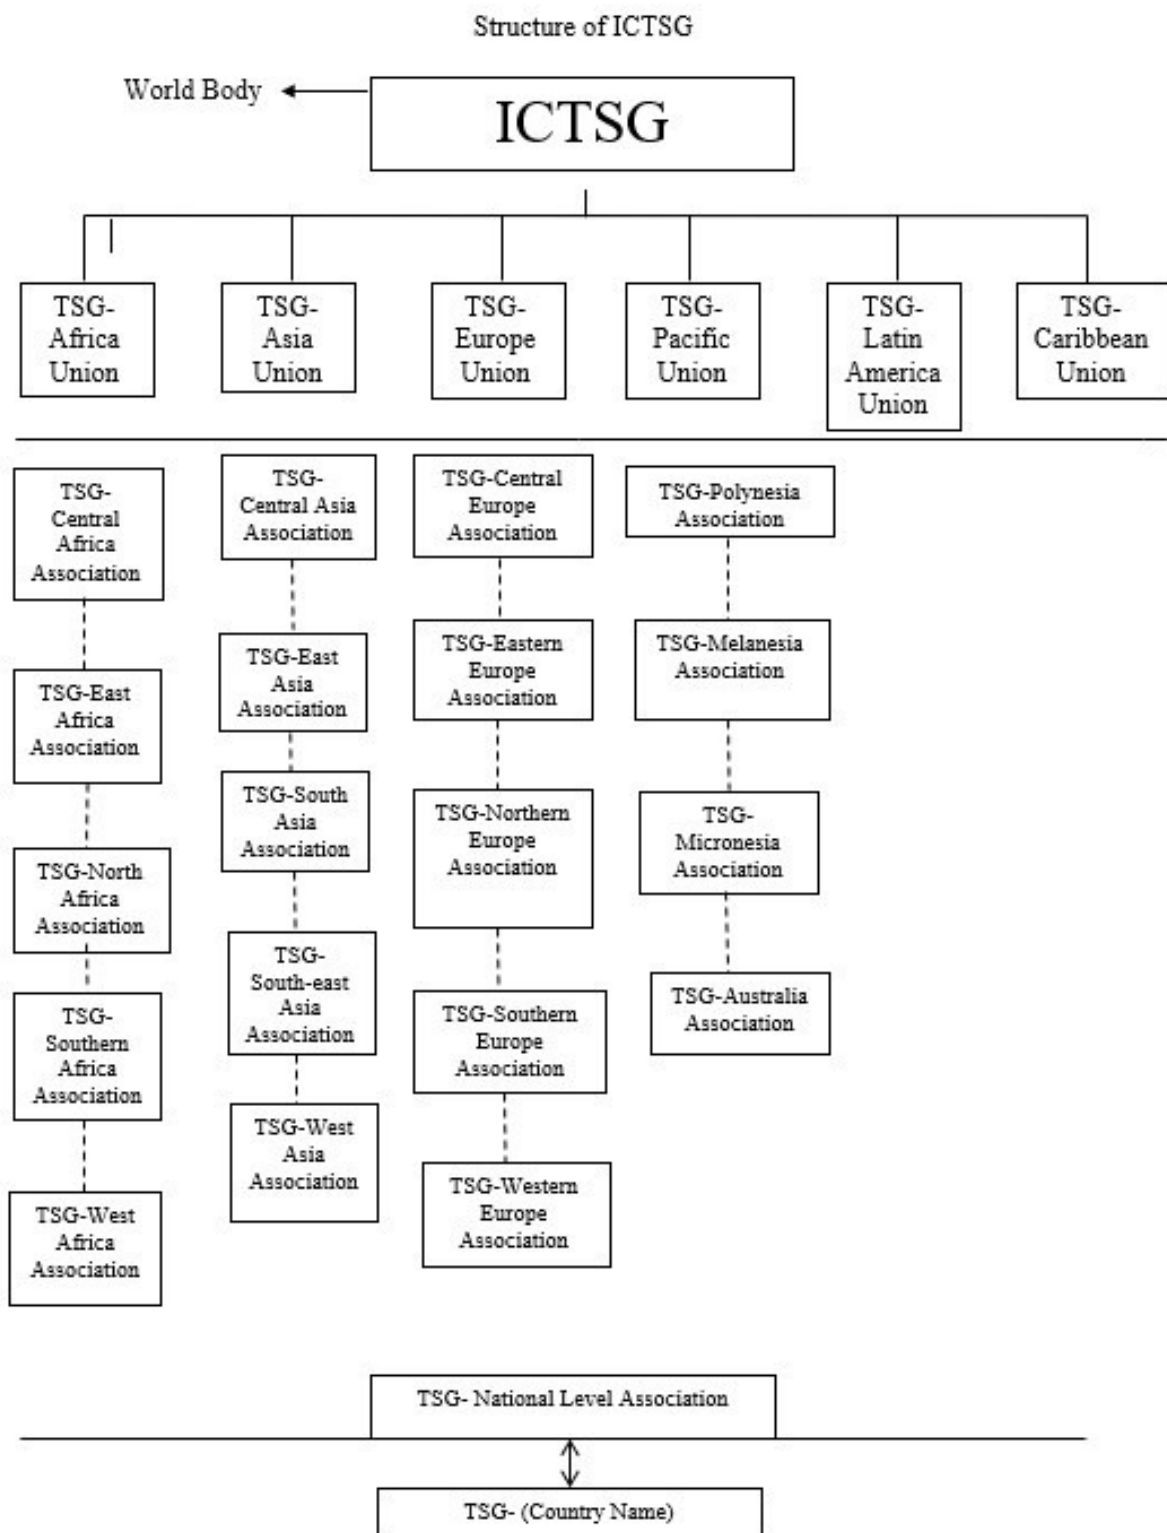 Structure of ICTSG
World Body
ICTSG
TSG-
Africa
Union
TSG-
Asia
Union
TSG-
Europe
Union
TSG-
Pacific
Union
TSG-
Latin
America
Union
TSG-
Caribbean
Union
TSG-
Central
Africa
Association
TSG-East
Africa
Association
TSG-North
Africa
Association
TSG-
Southern
Africa
Association
TSG-West
Africa
Association
TSG-
Central Asia
Association
TSG-East
Asia
Association
TSG-South
Asia
Association
TSG-
South-east
Asia
Association
TSG-West
Asia
Association
TSG-Central
Europe
Association
TSG-Eastern
Europe
Association
TSG-Northern
Europe
Association
TSG-Southern
Europe
Association
TSG-Western
Europe
Association
TSG-Polynesia
Association
TSG-Melanesia
Association
TSG-
Micronesia
Association
TSG-Australia
Association
TSG- National Level Association
TSG- (Country Name)